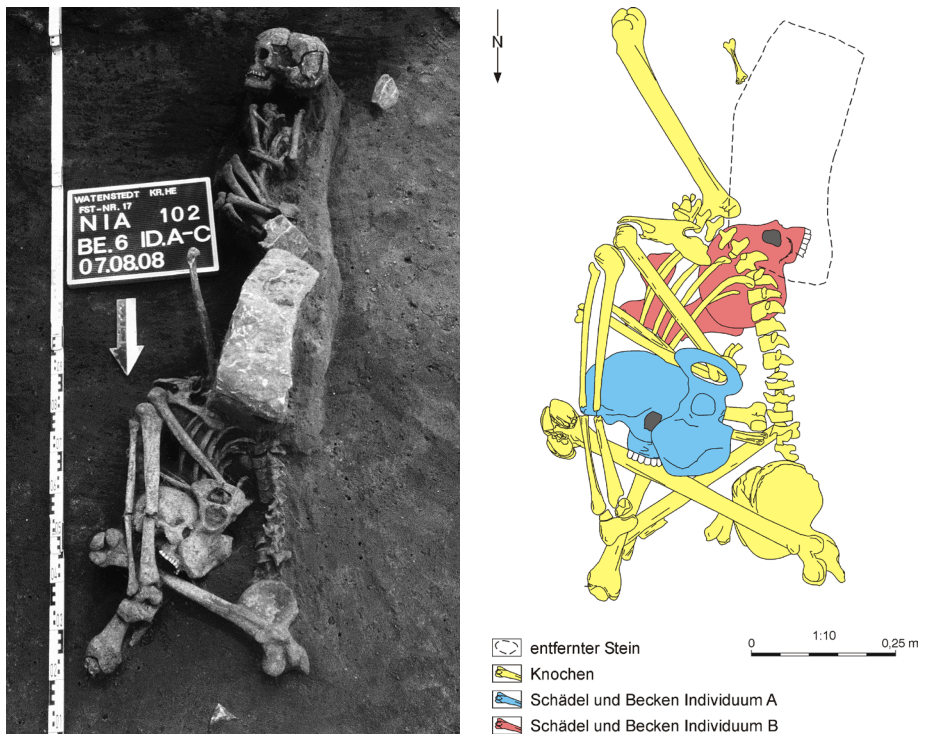 WATENSTEDT KR.HE
FST-NR. 17
NIA 102
BE.6 ID.A-C
07.08.08
N
entfernter Stein
Knochen
Schädel und Becken Individuum A
Schädel und Becken Individuum B
1:10
0 0,25 m